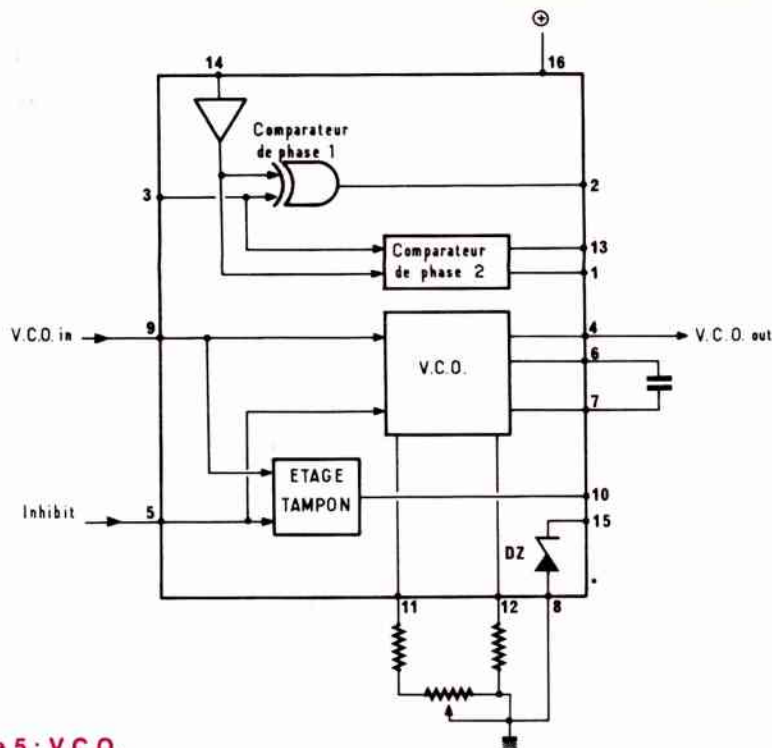 ⊕
14
16
Comparateur
de phase 1
3
2
Comparateur
de phase 2
13
1
V.C.O. in
9
V.C.O.
4
V.C.O. out
6
7
ETAGE
TAMPON
10
Inhibit
5
15
DZ
11
12
8
5 : V.C.O.